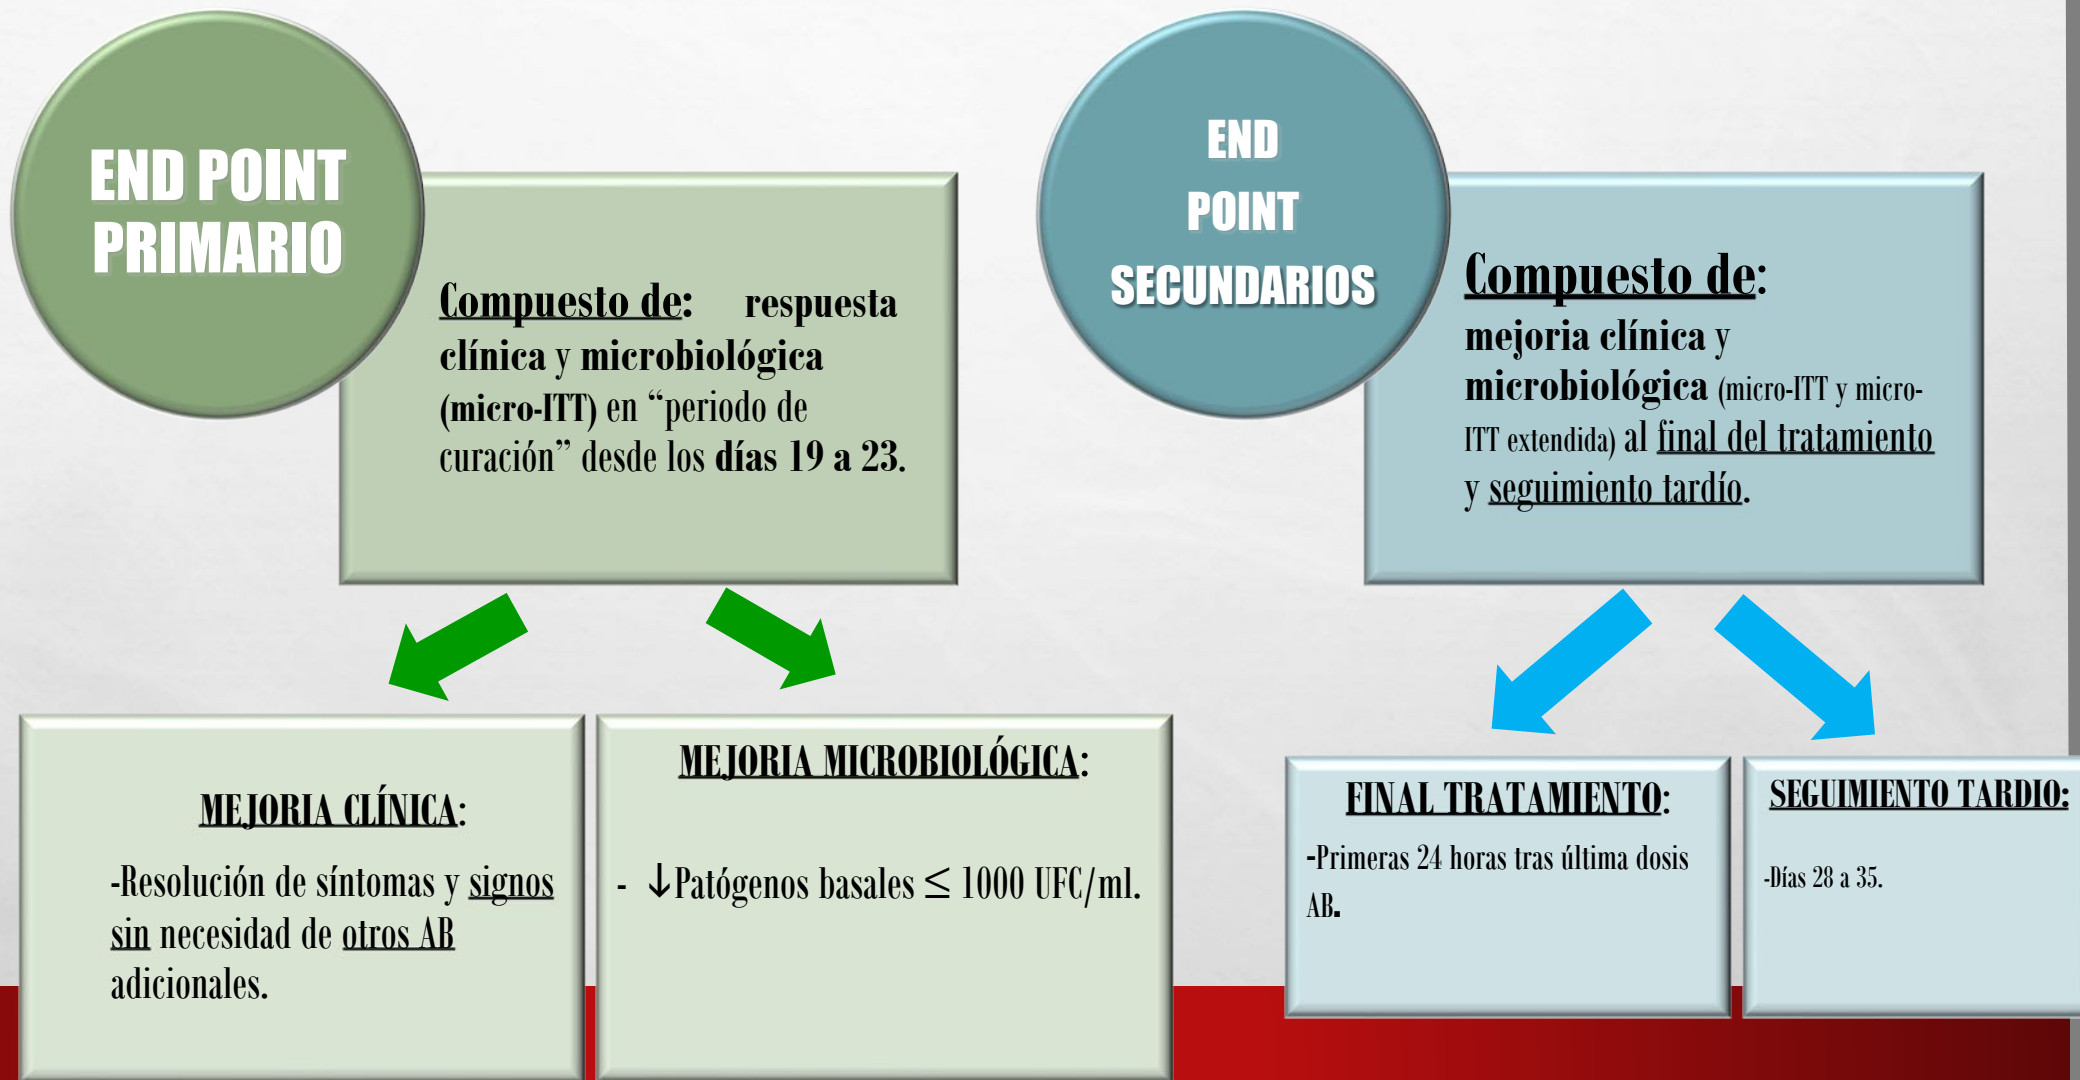 END POINT
PRIMARIO
Compuesto de: respuesta
clínica y microbiológica
(micro-ITT) en “periodo de
curación” desde los días 19 a 23.
MEJORIA CLÍNICA:
-Resolución de síntomas y signos
sin necesidad de otros AB
adicionales.
MEJORIA MICROBIOLÓGICA:
- ↓Patógenos basales ≤ 1000 UFC/ml.
END
POINT
SECUNDARIOS
Compuesto de:
mejoria clínica y
microbiológica (micro-ITT y micro-
ITT extendida) al final del tratamiento
y seguimiento tardío.
FINAL TRATAMIENTO:
-Primeras 24 horas tras última dosis
AB.
SEGUIMIENTO TARDIO:
-Días 28 a 35.